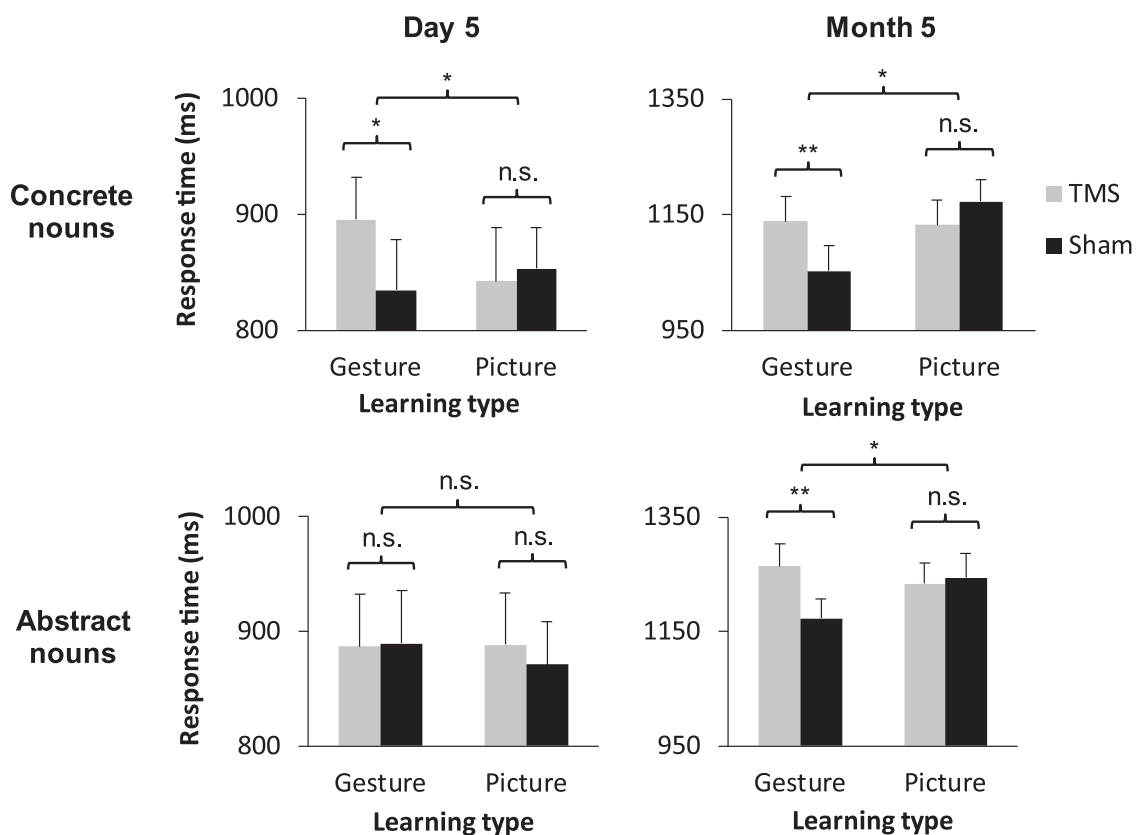 Day 5
Month 5
Concrete
nouns
Response time (ms)
1000
900
800
*
*
n.s.
Gesture
Picture
Learning type
1350
1150
950
*
**
n.s.
Gesture
Picture
Learning type
TMS
Sham
Abstract
nouns
Response time (ms)
1000
900
800
n.s.
n.s.
n.s.
Gesture
Picture
Learning type
1350
1150
950
*
**
n.s.
Gesture
Picture
Learning type